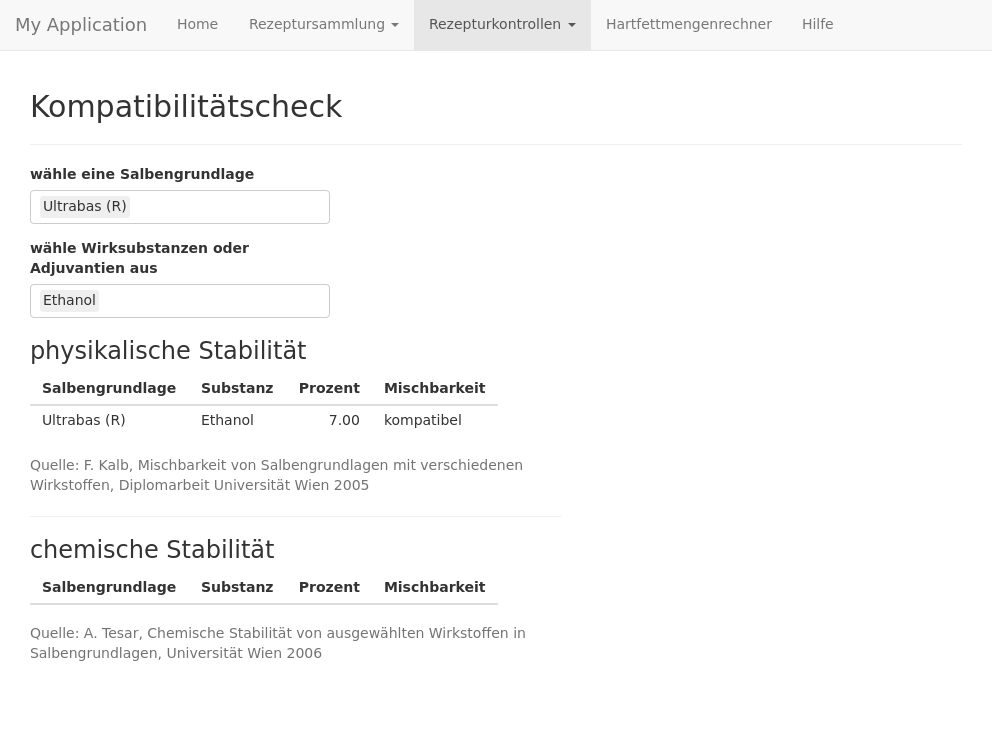 My Application Home Rezeptursammlung Rezepturkontrollen Hartfettmengenrechner Hilfe
Kompatibilitätscheck
wähle eine Salbengrundlage
Ultrabas (R)
wähle Wirksubstanzen oder
Adjuvantien aus
Ethanol
physikalische Stabilität
Salbengrundlage Substanz Prozent Mischbarkeit
Ultrabas (R) Ethanol 7.00 kompatibel
Quelle: F. Kalb, Mischbarkeit von Salbengrundlagen mit verschiedenen
Wirkstoffen, Diplomarbeit Universität Wien 2005
chemische Stabilität
Salbengrundlage Substanz Prozent Mischbarkeit
Quelle: A. Tesar, Chemische Stabilität von ausgewählten Wirkstoffen in
Salbengrundlagen, Universität Wien 2006